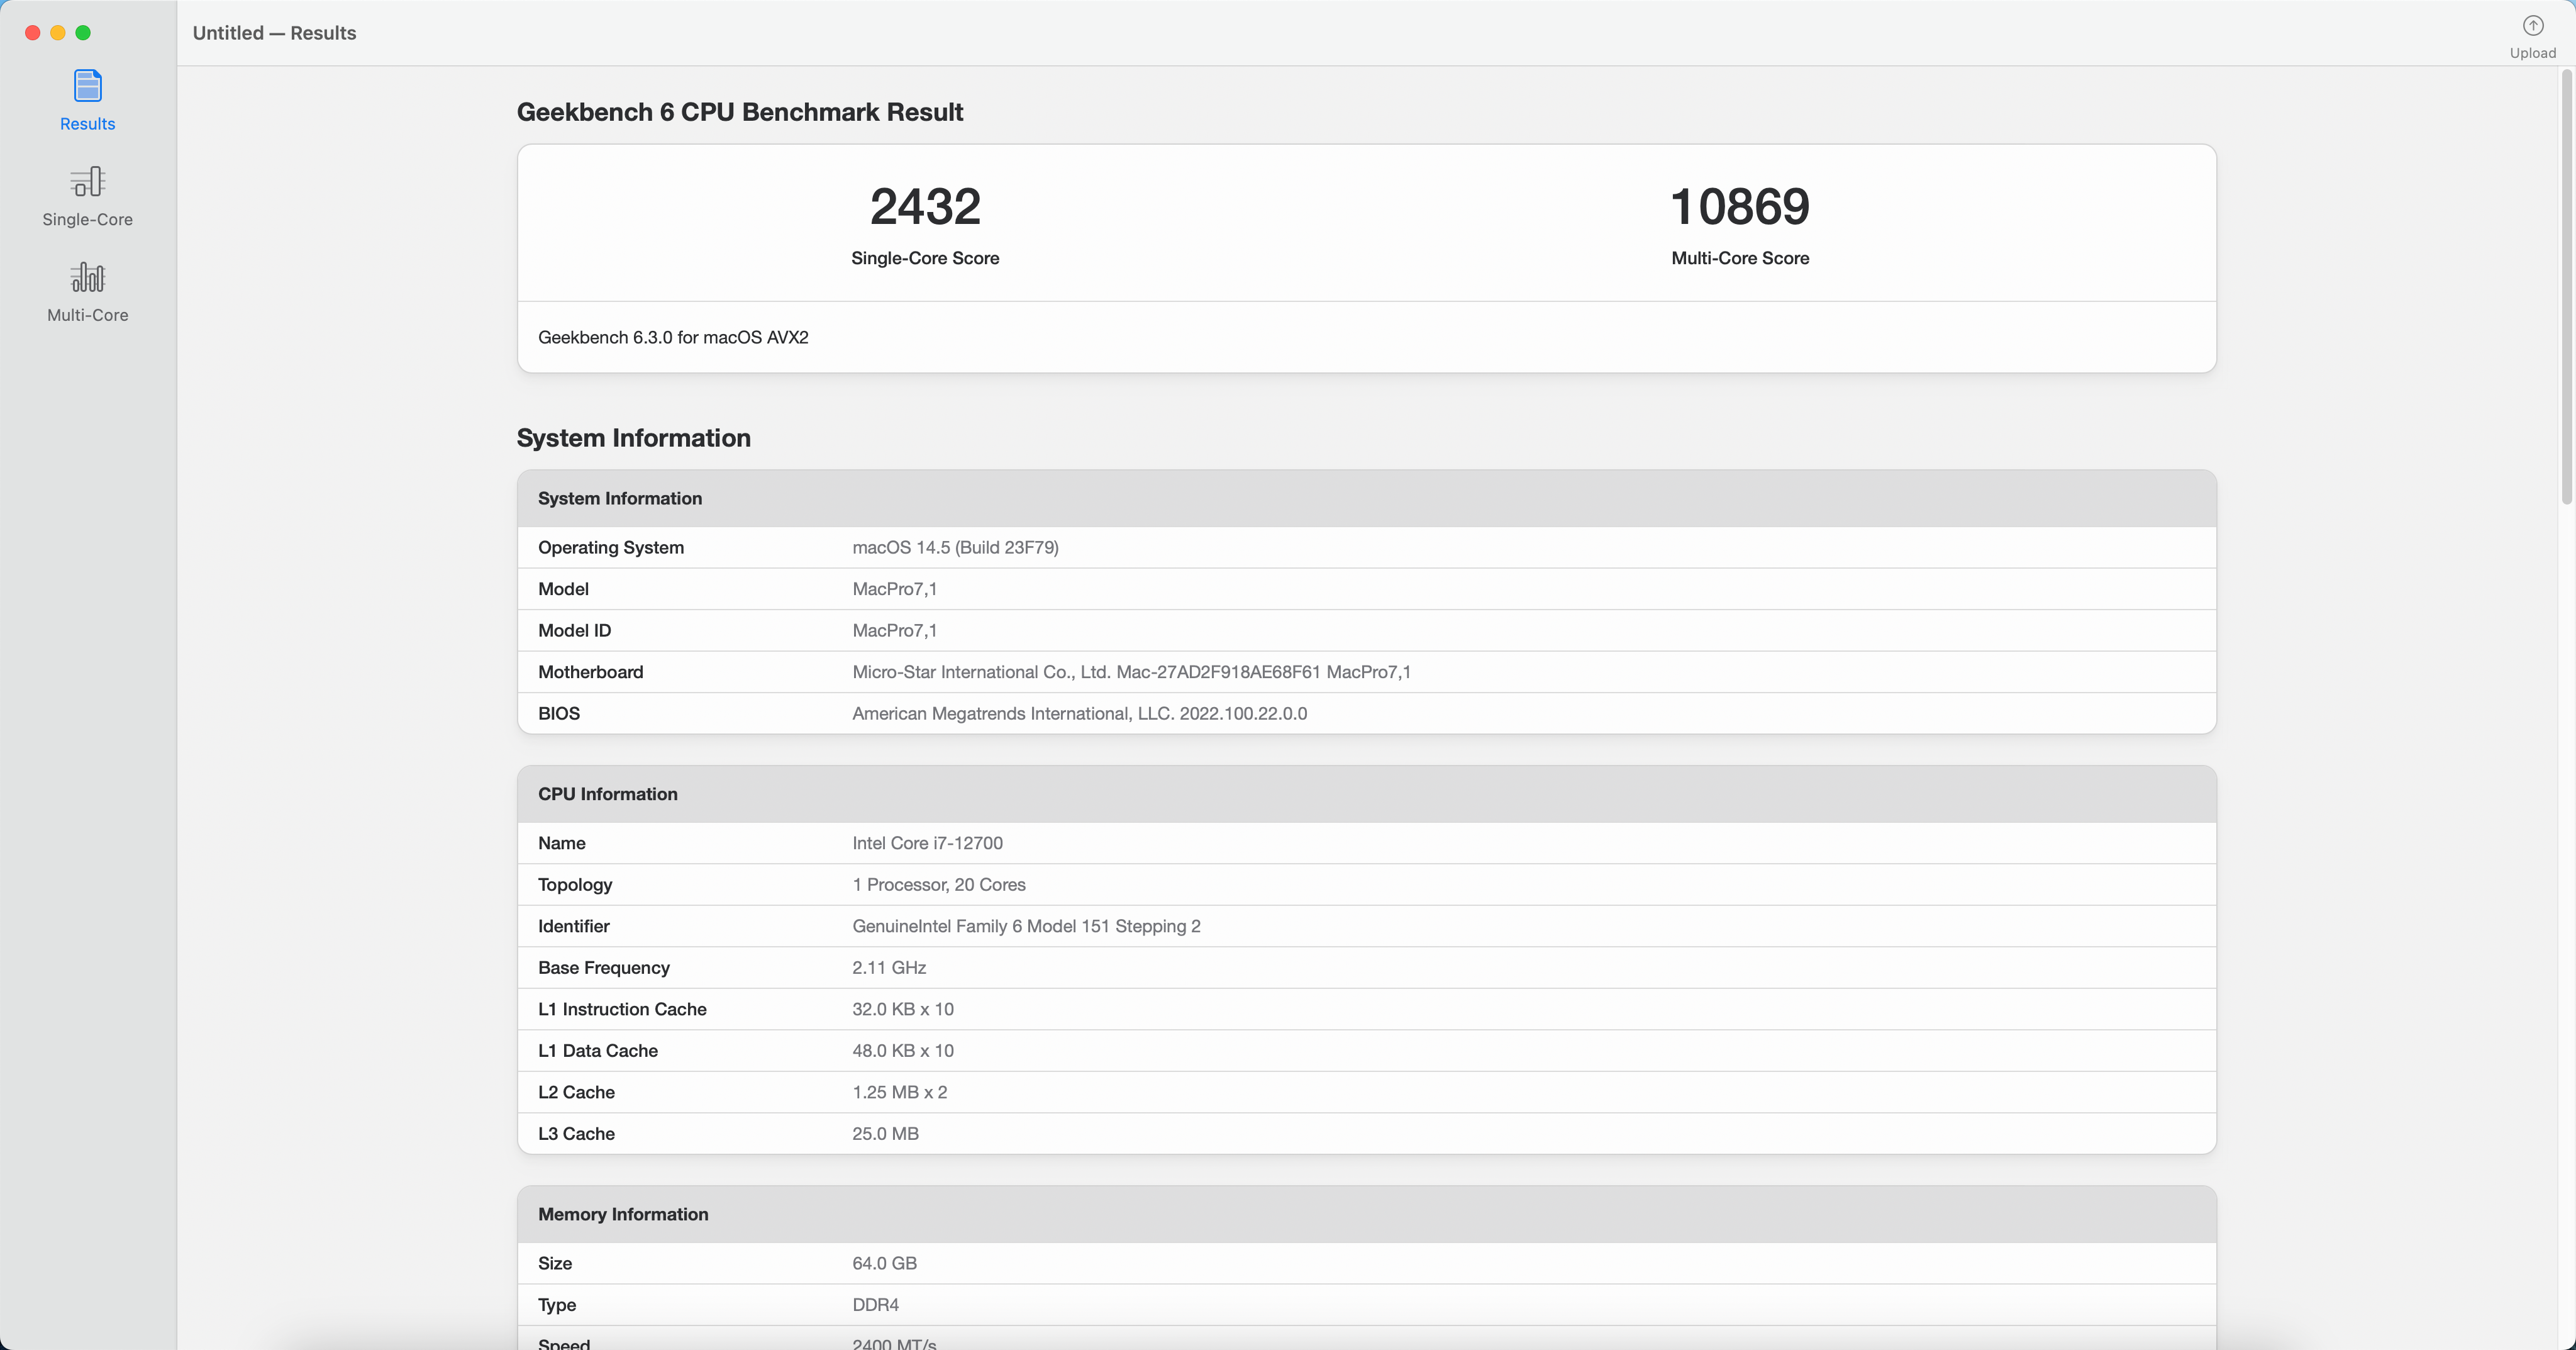 Untitled — Results
Upload
Results
Single-Core
Multi-Core
Geekbench 6 CPU Benchmark Result
2432
Single-Core Score
10869
Multi-Core Score
Geekbench 6.3.0 for macOS AVX2
System Information
System Information
Operating System macOS 14.5 (Build 23F79)
Model MacPro7,1
Model ID MacPro7,1
Motherboard Micro-Star International Co., Ltd. Mac-27AD2F918AE68F61 MacPro7,1
BIOS American Megatrends International, LLC. 2022.100.22.0.0
CPU Information
Name Intel Core i7-12700
Topology 1 Processor, 20 Cores
Identifier GenuineIntel Family 6 Model 151 Stepping 2
Base Frequency 2.11 GHz
L1 Instruction Cache 32.0 KB x 10
L1 Data Cache 48.0 KB x 10
L2 Cache 1.25 MB x 2
L3 Cache 25.0 MB
Memory Information
Size 64.0 GB
Type DDR4
Speed 2400 MT/s